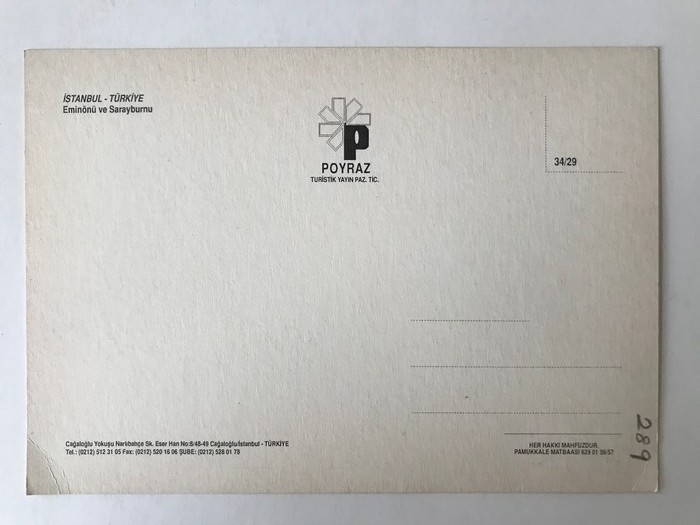 İSTANBUL - TÜRKİYE
Eminönü ve Sarayburnu
P
POYRAZ
TURİSTİK YAYIN PAZ. TİC.
34/29
Cağaloğlu Yokuşu Narlıbahçe Sk. Eser Han No:8/48-49 Cağaloğlu/İstanbul - TÜRKİYE
Tel.: (0212) 512 31 05 Fax: (0212) 520 16 06 ŞUBE: (0212) 528 01 78
HER HAKKI MAHFUZDUR.
PAMUKKALE MATBAASI 629 01 56/57
289